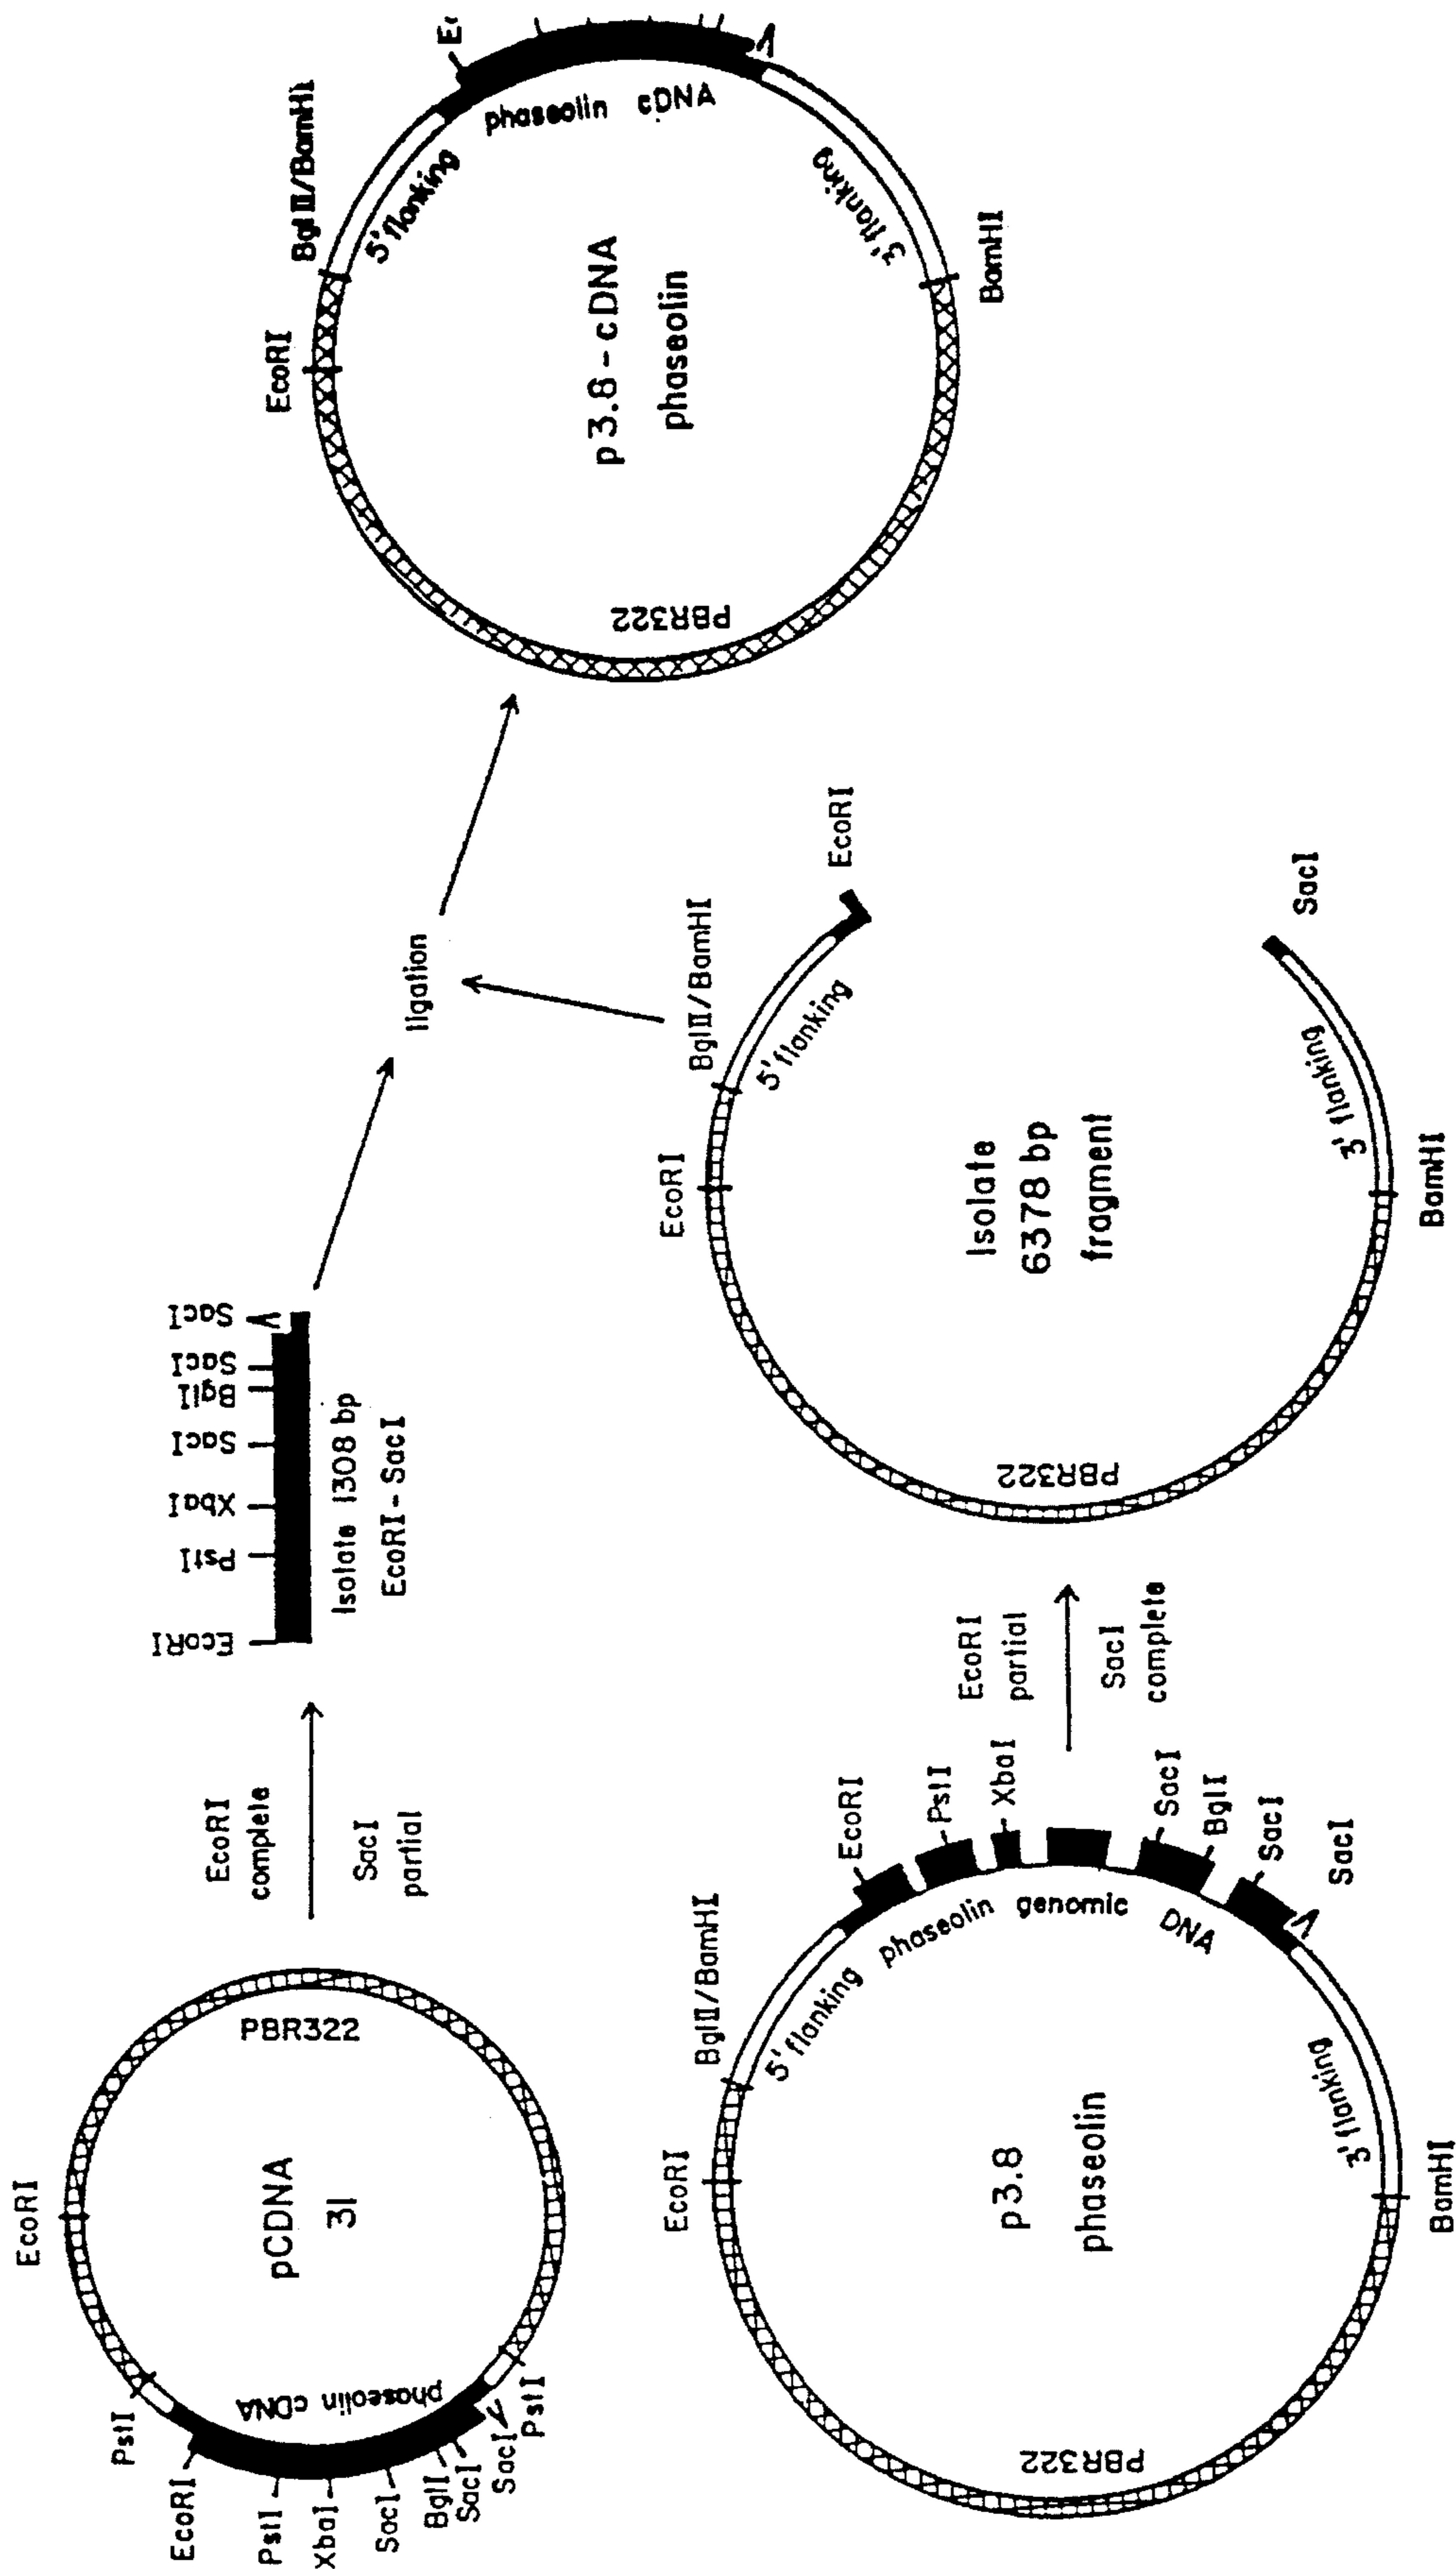 EcoRI
PstI
EcoRI
PstI
XbaI
SacI
BglI
SacI
SacI
PstI
phaseolin cDNA
pCDNA
31
PBR322
EcoRI
complete
SacI
partial
EcoRI
PstI
XbaI
SacI
BglI
SacI
SacI
Isolate 1308 bp
EcoRI-SacI
ligation
EcoRI
BglII/BamHI
5' flanking
phaseolin genomic DNA
EcoRI
PstI
XbaI
SacI
BglI
SacI
SacI
3' flanking
BamHI
PBR322
p3.8
phaseolin
EcoRI
partial
SacI
complete
EcoRI
BglII/BamHI
5' flanking
EcoRI
SacI
3' flanking
BamHI
PBR322
Isolate
6378 bp
fragment
EcoRI
BglII/BamHI
5' flanking
phaseolin cDNA
3' flanking
BamHI
PBR322
p3.8-cDNA
phaseolin